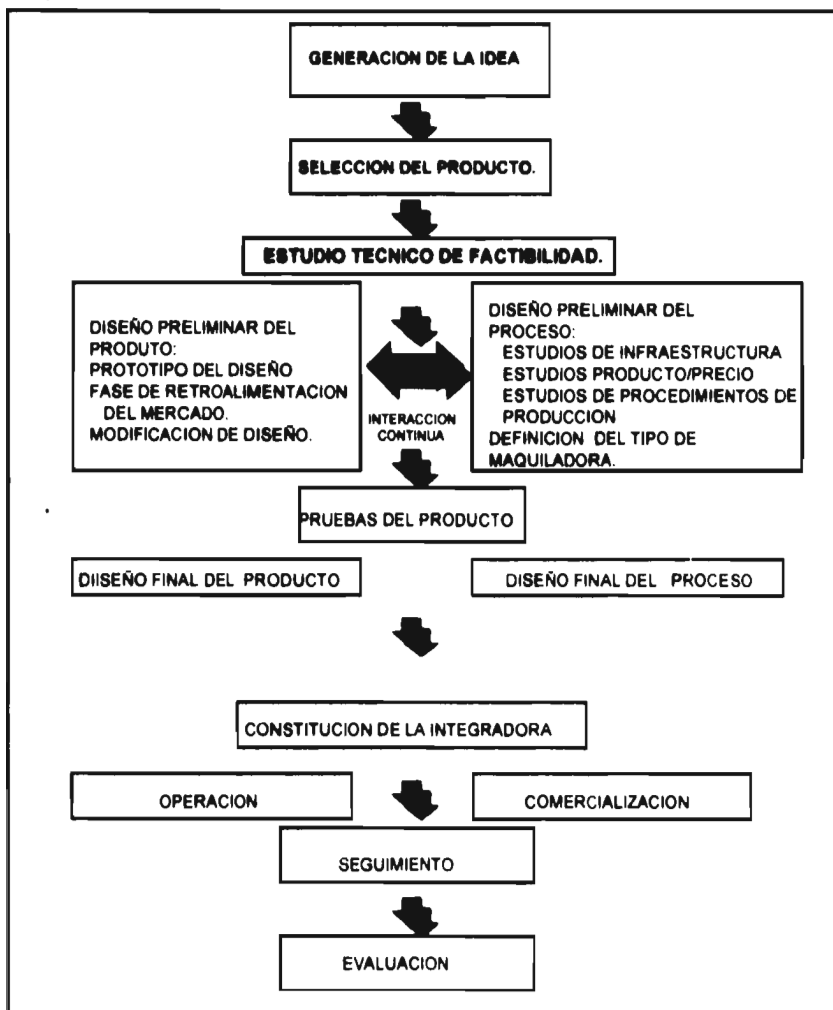 GENERACION DE LA IDEA
SELECCION DEL PRODUCTO.
ESTUDIO TECNICO DE FACTIBILIDAD.
DISEÑO PRELIMINAR DEL
PRODUTO:
PROTOTIPO DEL DISEÑO
FASE DE RETROALIMENTACION
DEL MERCADO.
MODIFICACION DE DISEÑO.
INTERACCION
CONTINUA
DISEÑO PRELIMINAR DEL
PROCESO:
ESTUDIOS DE INFRAESTRUCTURA
ESTUDIOS PRODUCTO/PRECIO
ESTUDIOS DE PROCEDIMIENTOS DE
PRODUCCION
DEFINICION DEL TIPO DE
MAQUILADORA.
PRUEBAS DEL PRODUCTO
DIISEÑO FINAL DEL PRODUCTO
DISEÑO FINAL DEL PROCESO
CONSTITUCION DE LA INTEGRADORA
OPERACION
COMERCIALIZACION
SEGUIMIENTO
EVALUACION